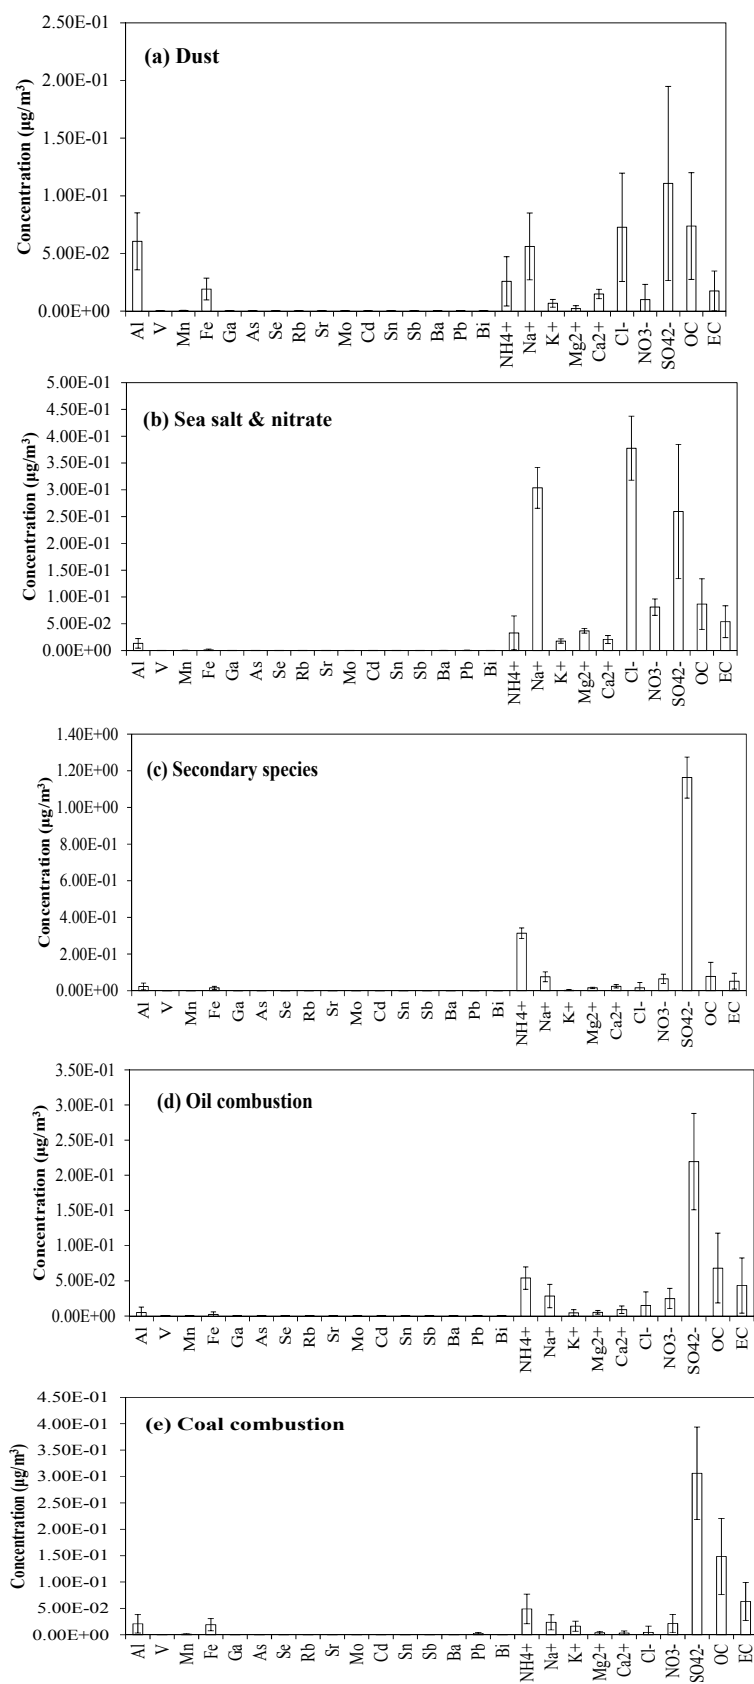 2.50E-01
(a) Dust
2.00E-01
1.50E-01
1.00E-01
5.00E-02
0.00E+00
Concentration (µg/m³)
Al V Mn Fe Ga As Se Rb Sr Mo Cd Sn Sb Ba Pb Bi NH4+ Na+ K+ Mg2+ Ca2+ Cl- NO3- SO42- OC EC
5.00E-01
4.50E-01
(b) Sea salt & nitrate
4.00E-01
3.50E-01
3.00E-01
2.50E-01
2.00E-01
1.50E-01
1.00E-01
5.00E-02
0.00E+00
Concentration (µg/m³)
Al V Mn Fe Ga As Se Rb Sr Mo Cd Sn Sb Ba Pb Bi NH4+ Na+ K+ Mg2+ Ca2+ Cl- NO3- SO42- OC EC
1.40E+00
(c) Secondary species
1.20E+00
1.00E+00
8.00E-01
6.00E-01
4.00E-01
2.00E-01
0.00E+00
Concentration (µg/m³)
Al V Mn Fe Ga As Se Rb Sr Mo Cd Sn Sb Ba Pb Bi NH4+ Na+ K+ Mg2+ Ca2+ Cl- NO3- SO42- OC EC
3.50E-01
(d) Oil combustion
3.00E-01
2.50E-01
2.00E-01
1.50E-01
1.00E-01
5.00E-02
0.00E+00
Concentration (µg/m³)
Al V Mn Fe Ga As Se Rb Sr Mo Cd Sn Sb Ba Pb Bi NH4+ Na+ K+ Mg2+ Ca2+ Cl- NO3- SO42- OC EC
4.50E-01
(e) Coal combustion
4.00E-01
3.50E-01
3.00E-01
2.50E-01
2.00E-01
1.50E-01
1.00E-01
5.00E-02
0.00E+00
Concentration (µg/m³)
Al V Mn Fe Ga As Se Rb Sr Mo Cd Sn Sb Ba Pb Bi NH4+ Na+ K+ Mg2+ Ca2+ Cl- NO3- SO42- OC EC